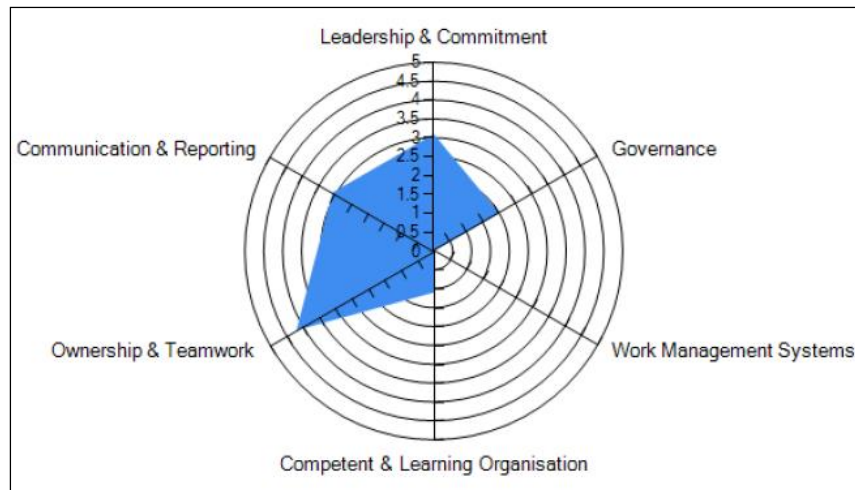 Leadership & Commitment
5
4.5
4
3.5
3
2.5
2
1.5
1
0.5
0
Communication & Reporting
Governance
Ownership & Teamwork
Work Management Systems
Competent & Learning Organisation